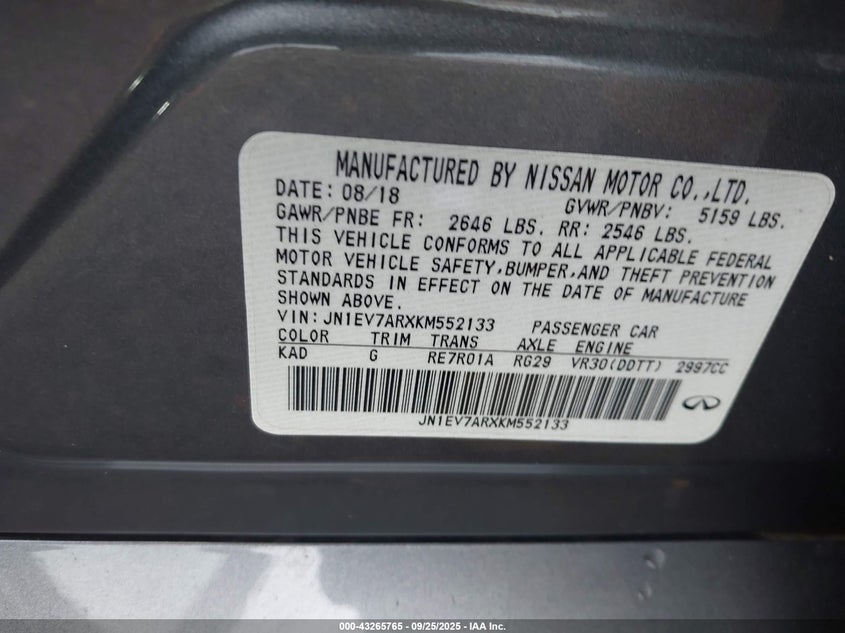 MANUFACTURED BY NISSAN MOTOR CO.,LTD.
DATE: 08/18 GVWR/PNBV: 5159 LBS.
GAWR/PNBE FR: 2646 LBS. RR: 2546 LBS.
THIS VEHICLE CONFORMS TO ALL APPLICABLE FEDERAL
MOTOR VEHICLE SAFETY,BUMPER,AND THEFT PREVENTION
STANDARDS IN EFFECT ON THE DATE OF MANUFACTURE
SHOWN ABOVE.
VIN: JN1EV7ARXKM552133 PASSENGER CAR
COLOR TRIM TRANS AXLE ENGINE
KAD G RE7R01A RG29 VR30(DDTT) 2997CC
JN1EV7ARXKM552133
000-43265765 - 09/25/2025 - IAA Inc.